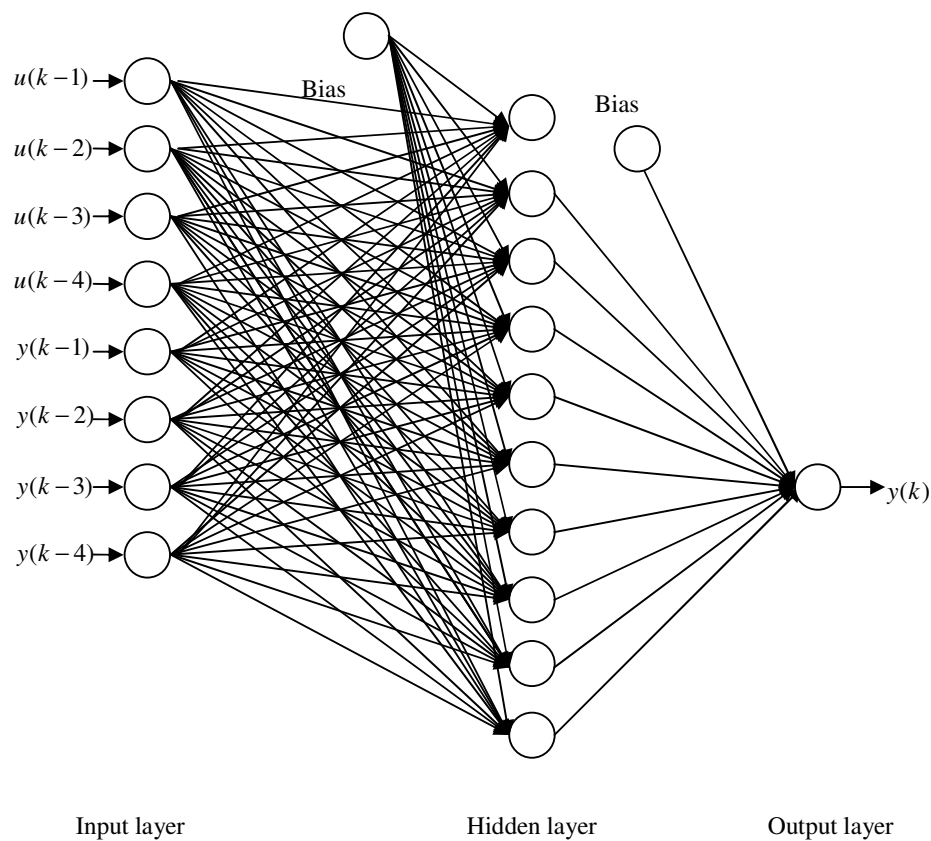 u(k−1)
Bias
Bias
u(k−2)
u(k−3)
u(k−4)
y(k−1)
y(k−2)
y(k−3)
y(k)
y(k−4)
Input layer
Hidden layer
Output layer